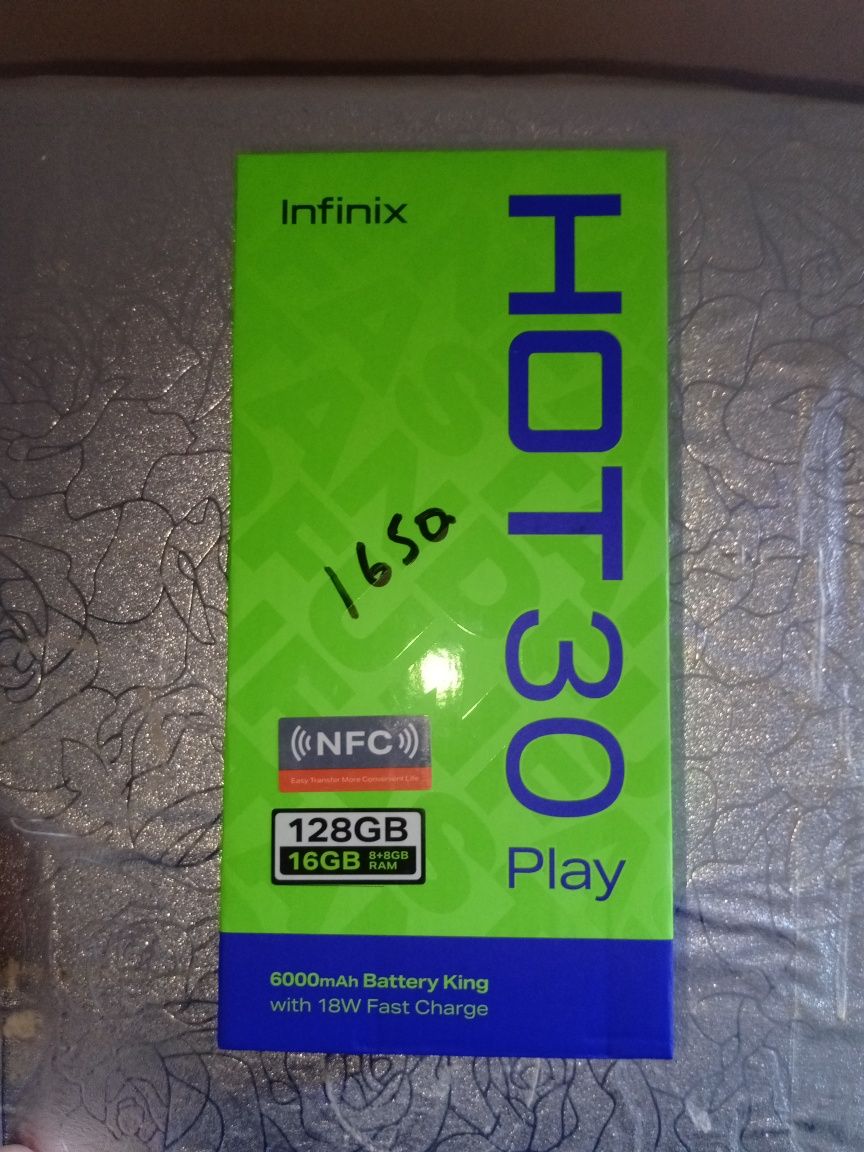 Infinix
HOT 30
Play
1650
NFC
Easy Transfer More Convenient Life
128GB
16GB 8+8GB RAM
6000mAh Battery King
with 18W Fast Charge